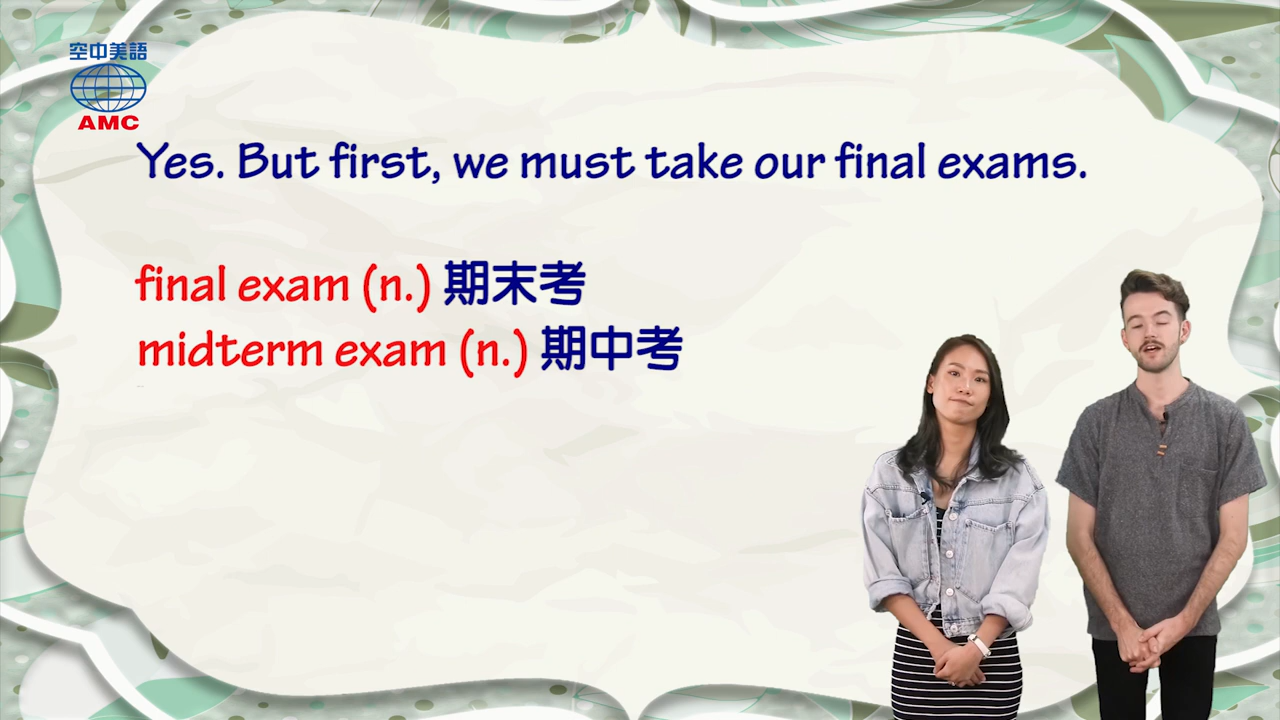 空中美語
AMC
Yes. But first, we must take our final exams.
final exam (n.) 期末考
midterm exam (n.) 期中考